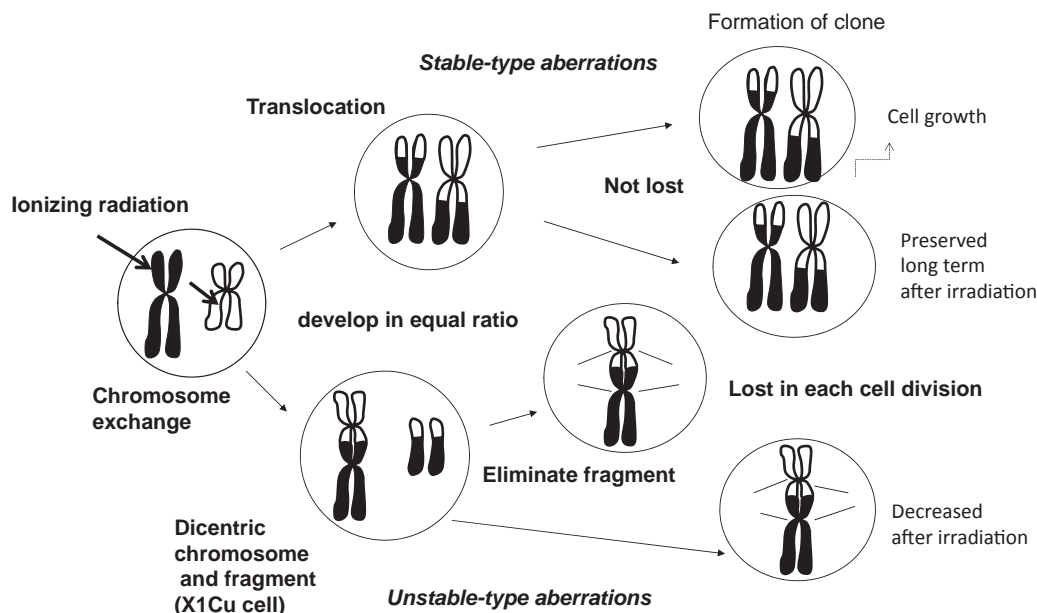 Formation of clone
Stable-type aberrations
Translocation
Cell growth
Not lost
Ionizing radiation
Preserved
long term
after irradiation
develop in equal ratio
Chromosome
exchange
Lost in each cell division
Eliminate fragment
Dicentric
chromosome
and fragment
(X1Cu cell)
Decreased
after irradiation
Unstable-type aberrations